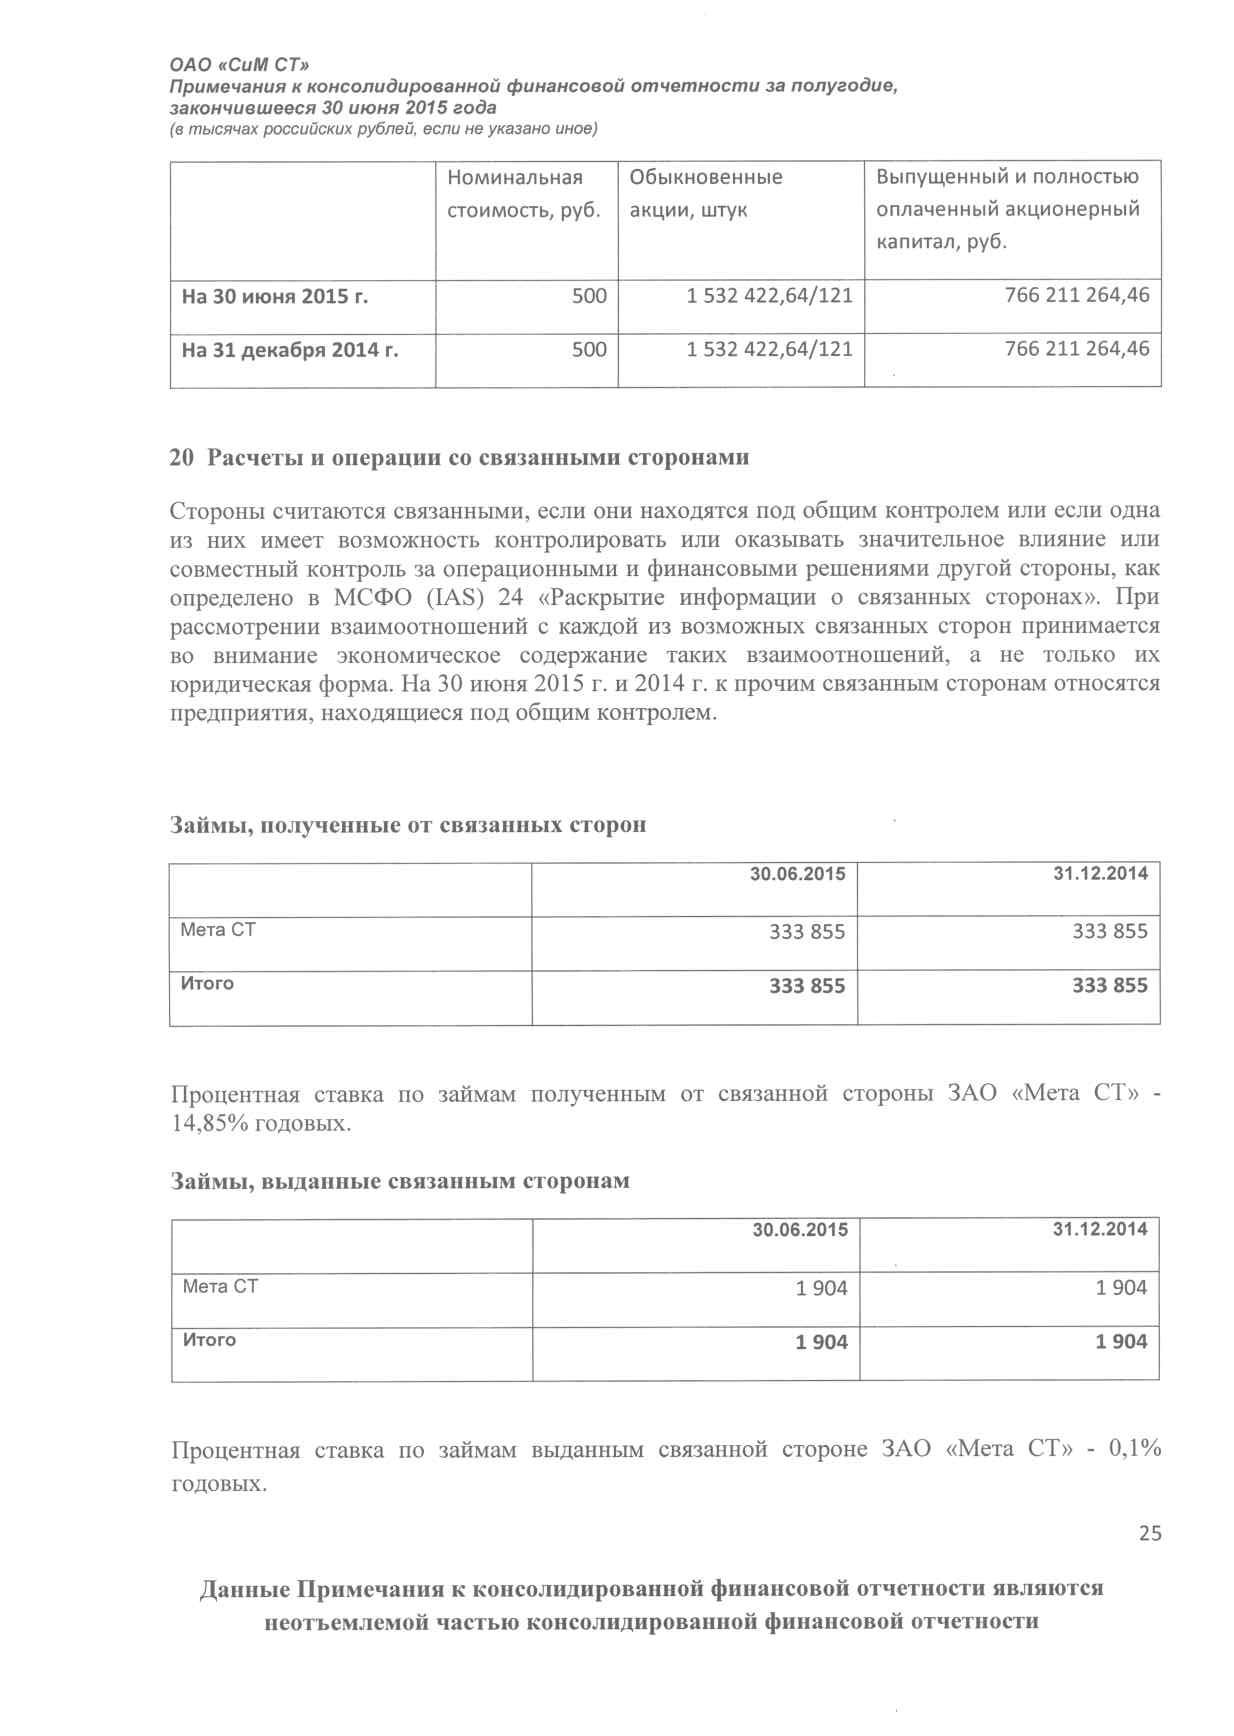 ОАО «СиМ СТ»
Примечания к консолидированной финансовой отчетности за полугодие,
закончившееся 30 июня 2015 года
(в тысячах российских рублей, если не указано иное)
Номинальная стоимость, руб. Обыкновенные акции, штук Выпущенный и полностью оплаченный акционерный капитал, руб.
На 30 июня 2015 г. 500 1 532 422,64/121 766 211 264,46
На 31 декабря 2014 г. 500 1 532 422,64/121 766 211 264,46
20 Расчеты и операции со связанными сторонами
Стороны считаются связанными, если они находятся под общим контролем или если одна
из них имеет возможность контролировать или оказывать значительное влияние или
совместный контроль за операционными и финансовыми решениями другой стороны, как
определено в МСФО (IAS) 24 «Раскрытие информации о связанных сторонах». При
рассмотрении взаимоотношений с каждой из возможных связанных сторон принимается
во внимание экономическое содержание таких взаимоотношений, а не только их
юридическая форма. На 30 июня 2015 г. и 2014 г. к прочим связанным сторонам относятся
предприятия, находящиеся под общим контролем.
Займы, полученные от связанных сторон
30.06.2015 31.12.2014
Мета СТ 333 855 333 855
Итого 333 855 333 855
Процентная ставка по займам полученным от связанной стороны ЗАО «Мета СТ» -
14,85% годовых.
Займы, выданные связанным сторонам
30.06.2015 31.12.2014
Мета СТ 1 904 1 904
Итого 1 904 1 904
Процентная ставка по займам выданным связанной стороне ЗАО «Мета СТ» - 0,1%
годовых.
25
Данные Примечания к консолидированной финансовой отчетности являются
неотъемлемой частью консолидированной финансовой отчетности